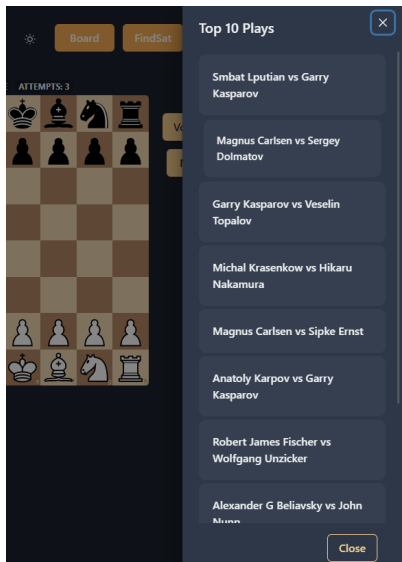 Top 10 Plays
Board
FindSat
ATTEMPTS: 3
Smbat Lputian vs Garry
Kasparov
Magnus Carlsen vs Sergey
Dolmatov
Garry Kasparov vs Veselin
Topalov
Michal Krasenkow vs Hikaru
Nakamura
Magnus Carlsen vs Sipke Ernst
Anatoly Karpov vs Garry
Kasparov
Robert James Fischer vs
Wolfgang Unzicker
Alexander G Beliavsky vs John
Nunn
Close